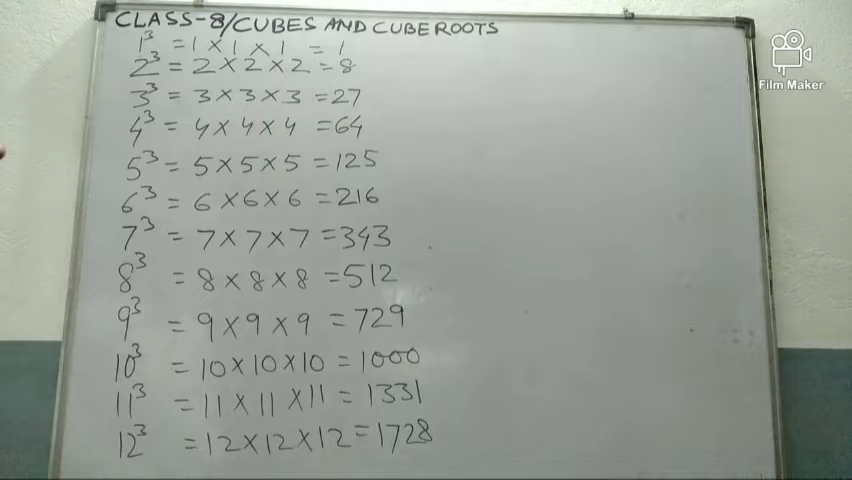 CLASS-8/CUBES AND CUBEROOTS
1³ = 1 × 1 × 1 = 1
2³ = 2 × 2 × 2 = 8
3³ = 3 × 3 × 3 = 27
4³ = 4 × 4 × 4 = 64
5³ = 5 × 5 × 5 = 125
6³ = 6 × 6 × 6 = 216
7³ = 7 × 7 × 7 = 343
8³ = 8 × 8 × 8 = 512
9³ = 9 × 9 × 9 = 729
10³ = 10 × 10 × 10 = 1000
11³ = 11 × 11 × 11 = 1331
12³ = 12 × 12 × 12 = 1728
Film Maker